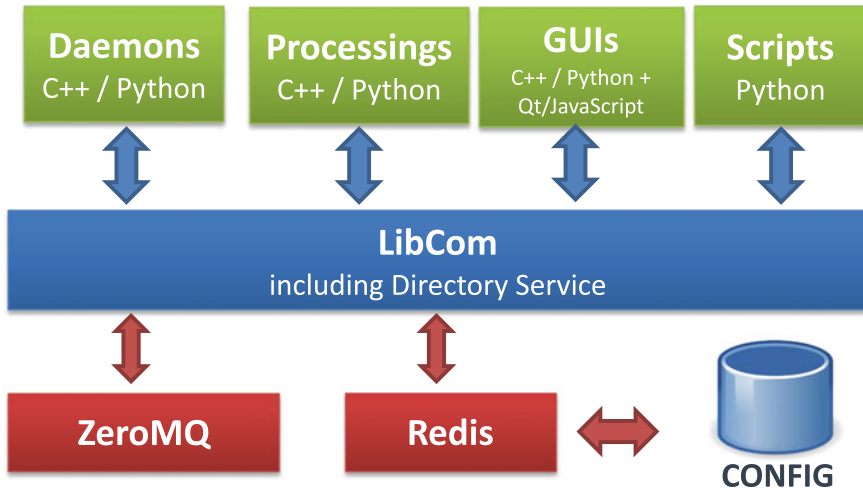 Daemons
C++ / Python
Processings
C++ / Python
GUIs
C++ / Python +
Qt/JavaScript
Scripts
Python
LibCom
including Directory Service
ZeroMQ
Redis
CONFIG